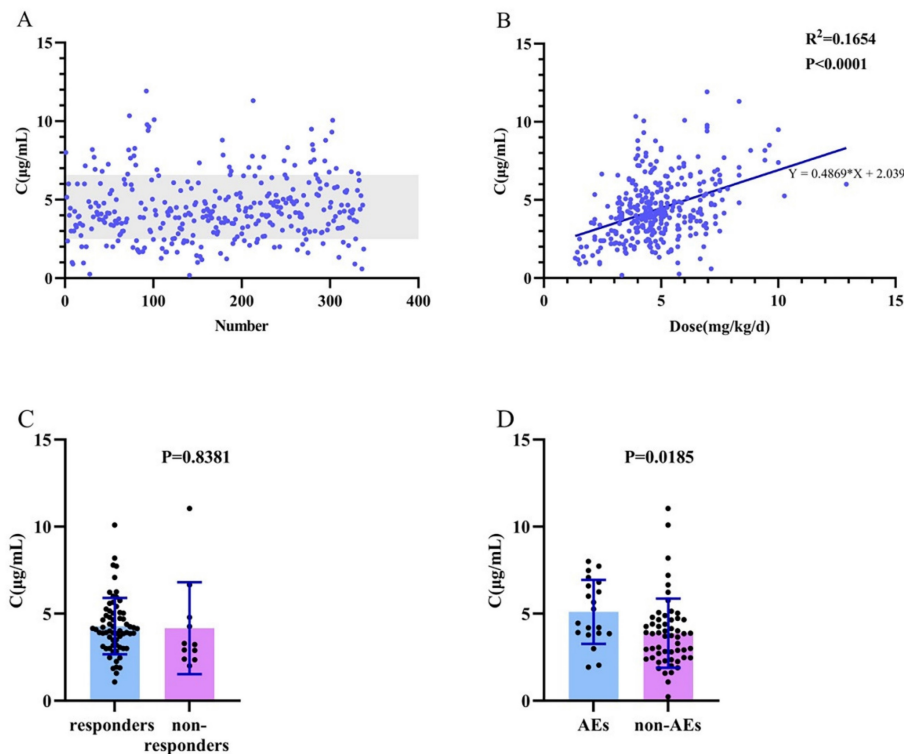 A
B
15
10
5
0
C(μg/mL)
0
100
200
300
400
Number
15
10
5
0
C(μg/mL)
R²=0.1654
P<0.0001
Y = 0.4869*X + 2.039
0
5
10
15
Dose(mg/kg/d)
C
D
15
10
5
0
C(μg/mL)
P=0.8381
responders
non-
responders
15
10
5
0
C(μg/mL)
P=0.0185
AEs
non-AEs